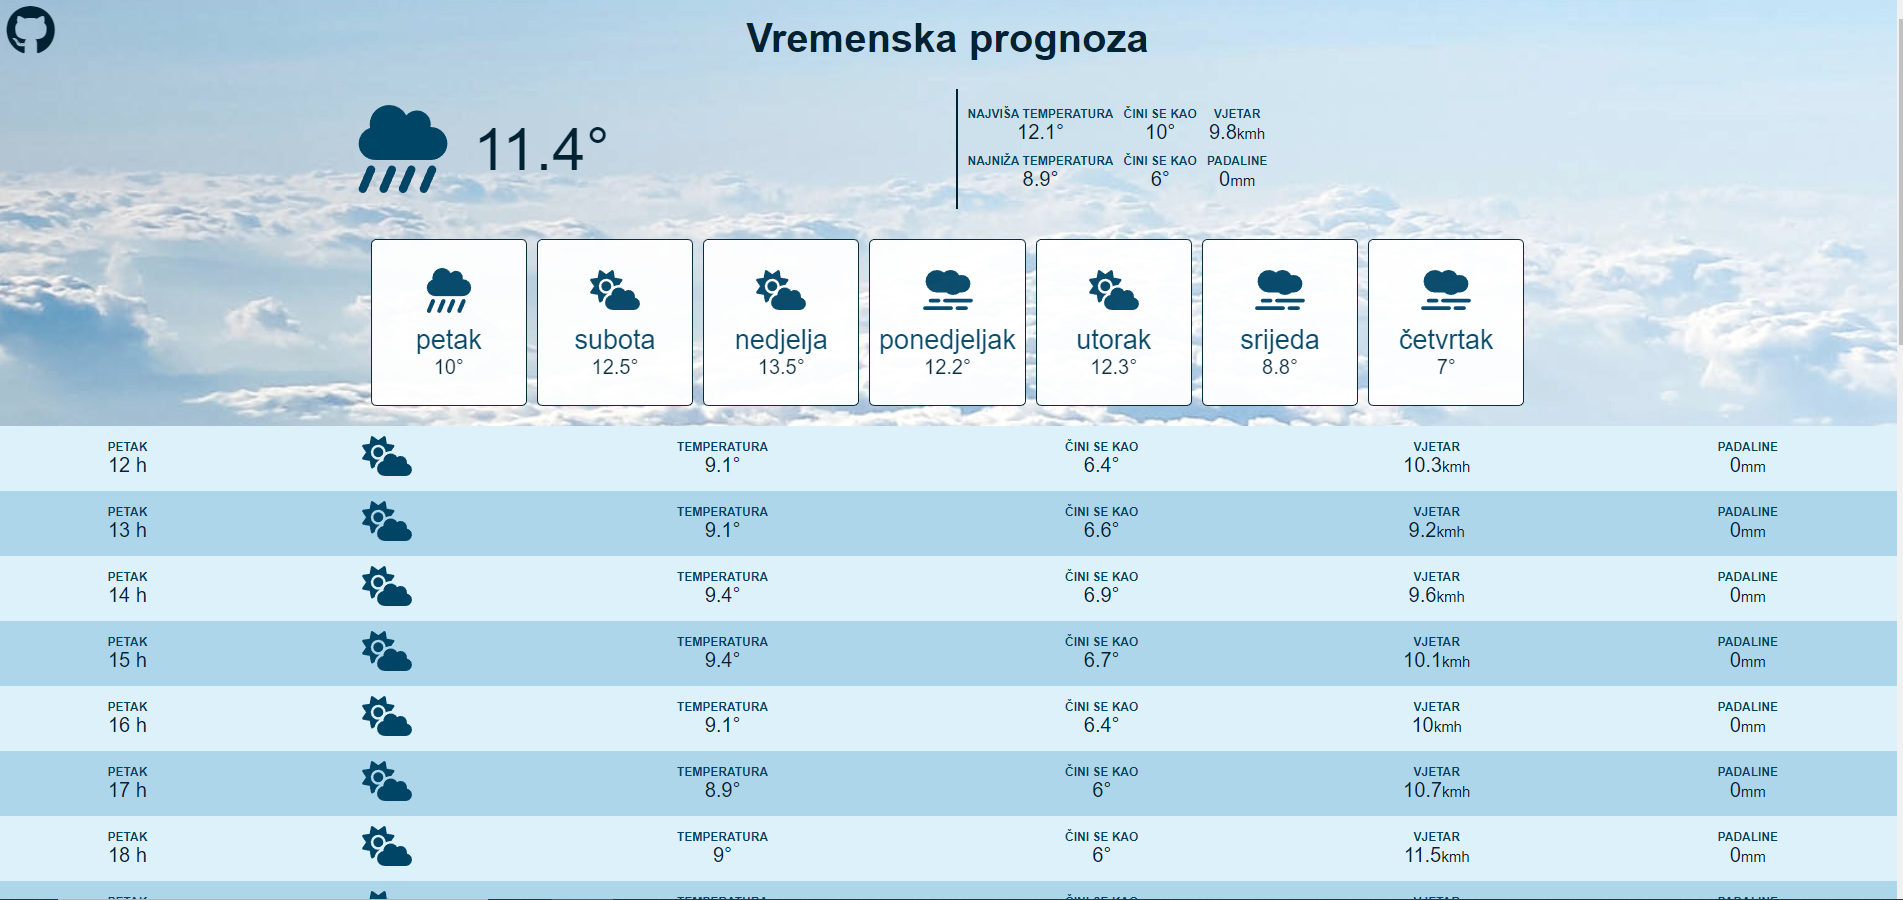 Vremenska prognoza
11.4°
NAJVIŠA TEMPERATURA ČINI SE KAO VJETAR
12.1° 10° 9.8kmh
NAJNIŽA TEMPERATURA ČINI SE KAO PADALINE
8.9° 6° 0mm
petak subota nedjelja ponedjeljak utorak srijeda četvrtak
10° 12.5° 13.5° 12.2° 12.3° 8.8° 7°
PETAK TEMPERATURA ČINI SE KAO VJETAR PADALINE
12 h 9.1° 6.4° 10.3kmh 0mm
PETAK TEMPERATURA ČINI SE KAO VJETAR PADALINE
13 h 9.1° 6.6° 9.2kmh 0mm
PETAK TEMPERATURA ČINI SE KAO VJETAR PADALINE
14 h 9.4° 6.9° 9.6kmh 0mm
PETAK TEMPERATURA ČINI SE KAO VJETAR PADALINE
15 h 9.4° 6.7° 10.1kmh 0mm
PETAK TEMPERATURA ČINI SE KAO VJETAR PADALINE
16 h 9.1° 6.4° 10kmh 0mm
PETAK TEMPERATURA ČINI SE KAO VJETAR PADALINE
17 h 8.9° 6° 10.7kmh 0mm
PETAK TEMPERATURA ČINI SE KAO VJETAR PADALINE
18 h 9° 6° 11.5kmh 0mm